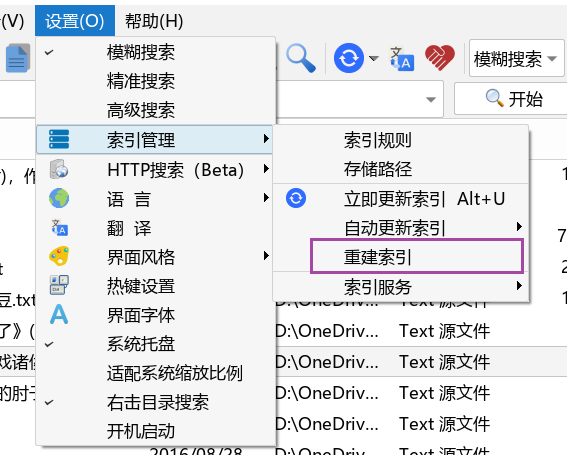 (V) 设置(O) 帮助(H)
模糊搜索
模糊搜索
精准搜索
开始
高级搜索
索引管理
索引规则
HTTP搜索（Beta）
存储路径
语 言
立即更新索引 Alt+U
翻 译
自动更新索引
界面风格
重建索引
热键设置
索引服务
豆.txt
界面字体
D:\OneDriv... Text 源文件
了》(
系统托盘
D:\OneDriv... Text 源文件
戏诸侯
适配系统缩放比例
D:\OneDriv... Text 源文件
的肘子
右击目录搜索
D:\OneDriv... Text 源文件
开机启动
D:\OneDriv... Text 源文件
2016/08/28
D:\OneDriv... Text 源文件